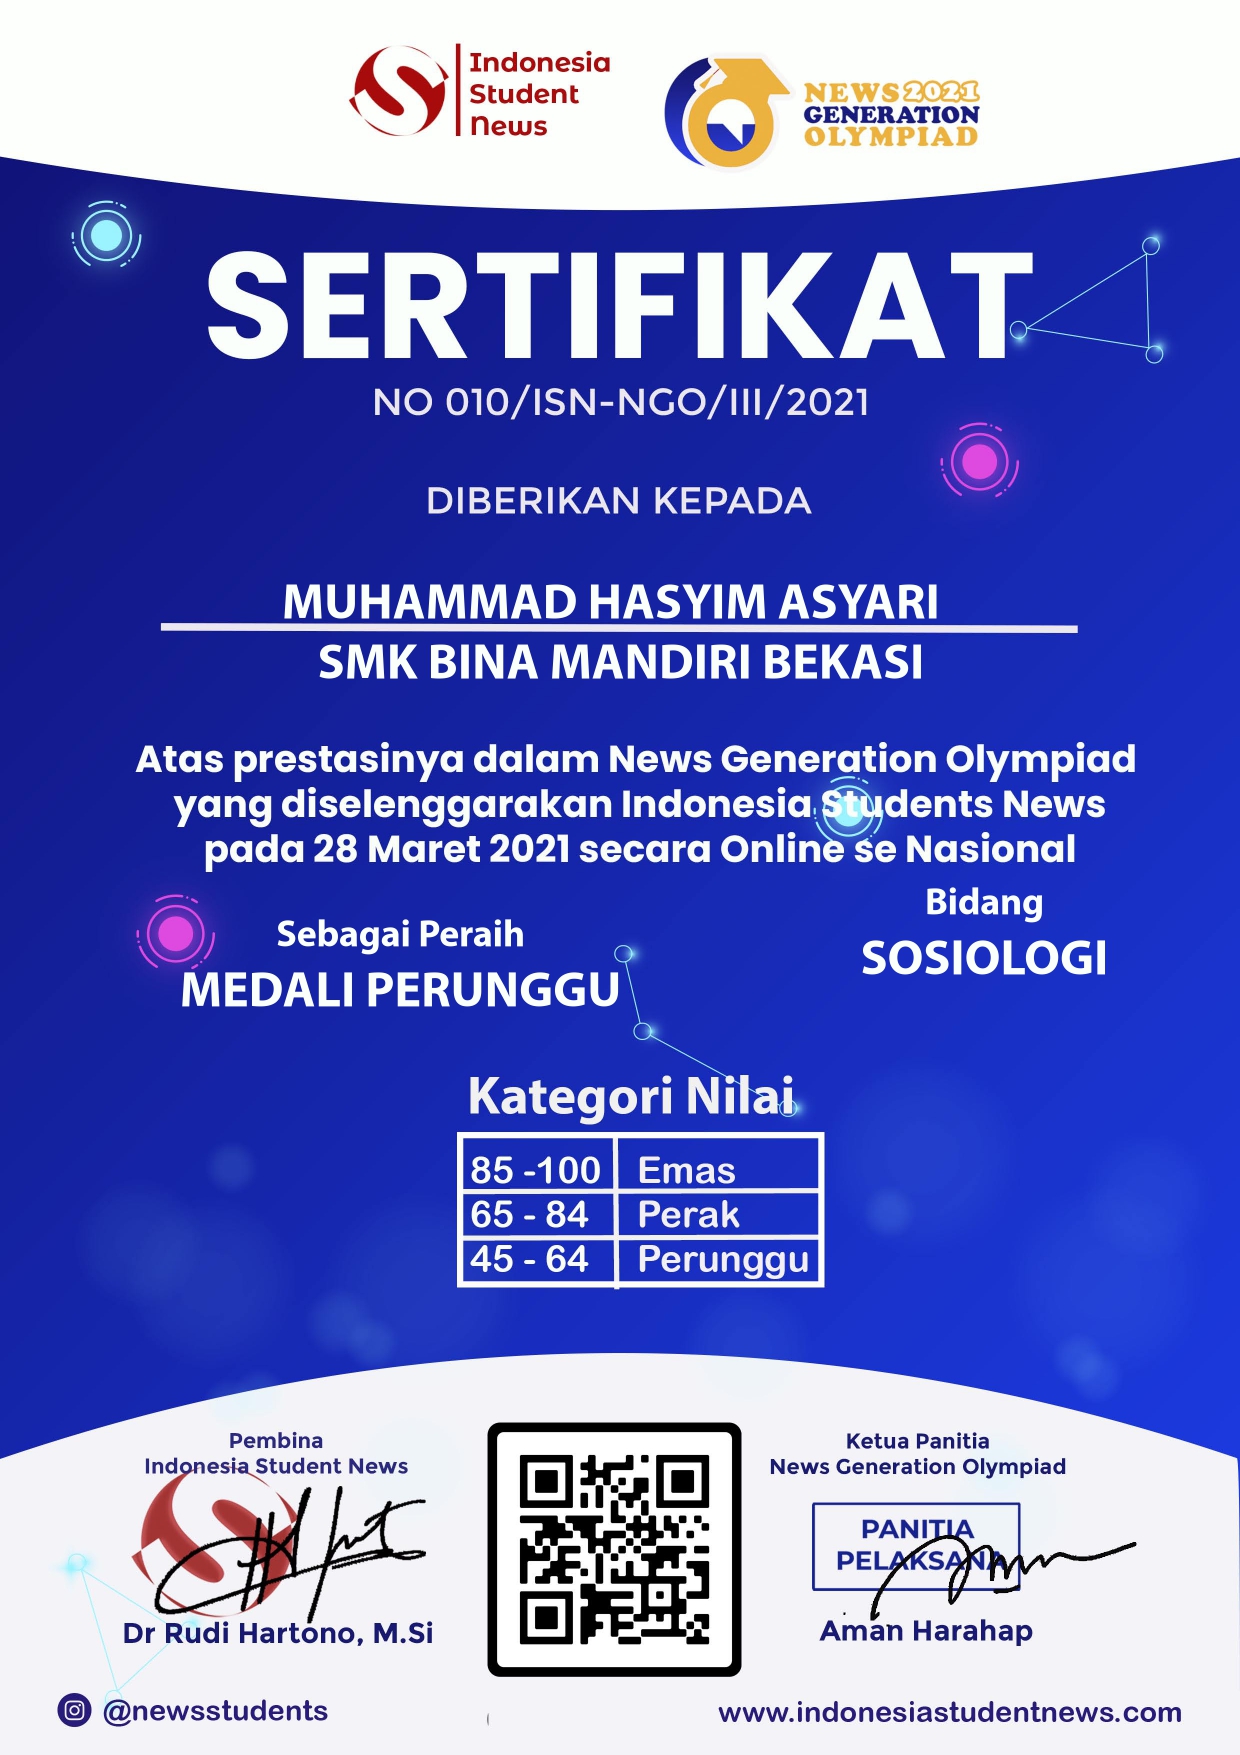 Indonesia
Student
News
NEWS 2021
GENERATION
OLYMPIAD
SERTIFIKAT
NO 010/ISN-NGO/III/2021
DIBERIKAN KEPADA
MUHAMMAD HASYIM ASYARI
SMK BINA MANDIRI BEKASI
Atas prestasinya dalam News Generation Olympiad
yang diselenggarakan Indonesia Students News
pada 28 Maret 2021 secara Online se Nasional
Sebagai Peraih
MEDALI PERUNGGU
Bidang
SOSIOLOGI
Kategori Nilai
85 -100 Emas
65 - 84 Perak
45 - 64 Perunggu
Pembina
Indonesia Student News
Dr Rudi Hartono, M.Si
Ketua Panitia
News Generation Olympiad
PANITIA
PELAKSANA
Aman Harahap
@newsstudents
www.indonesiastudentnews.com